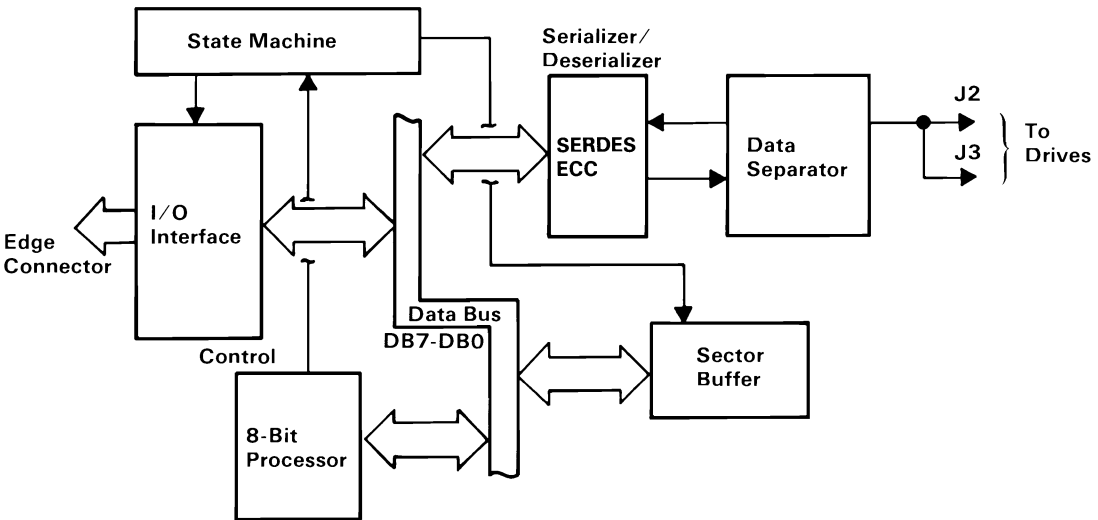 State Machine
Serializer/
Deserializer
SERDES
ECC
Data
Separator
J2
J3
To
Drives
I/O
Interface
Edge
Connector
Data Bus
DB7-DB0
Control
Sector
Buffer
8-Bit
Processor